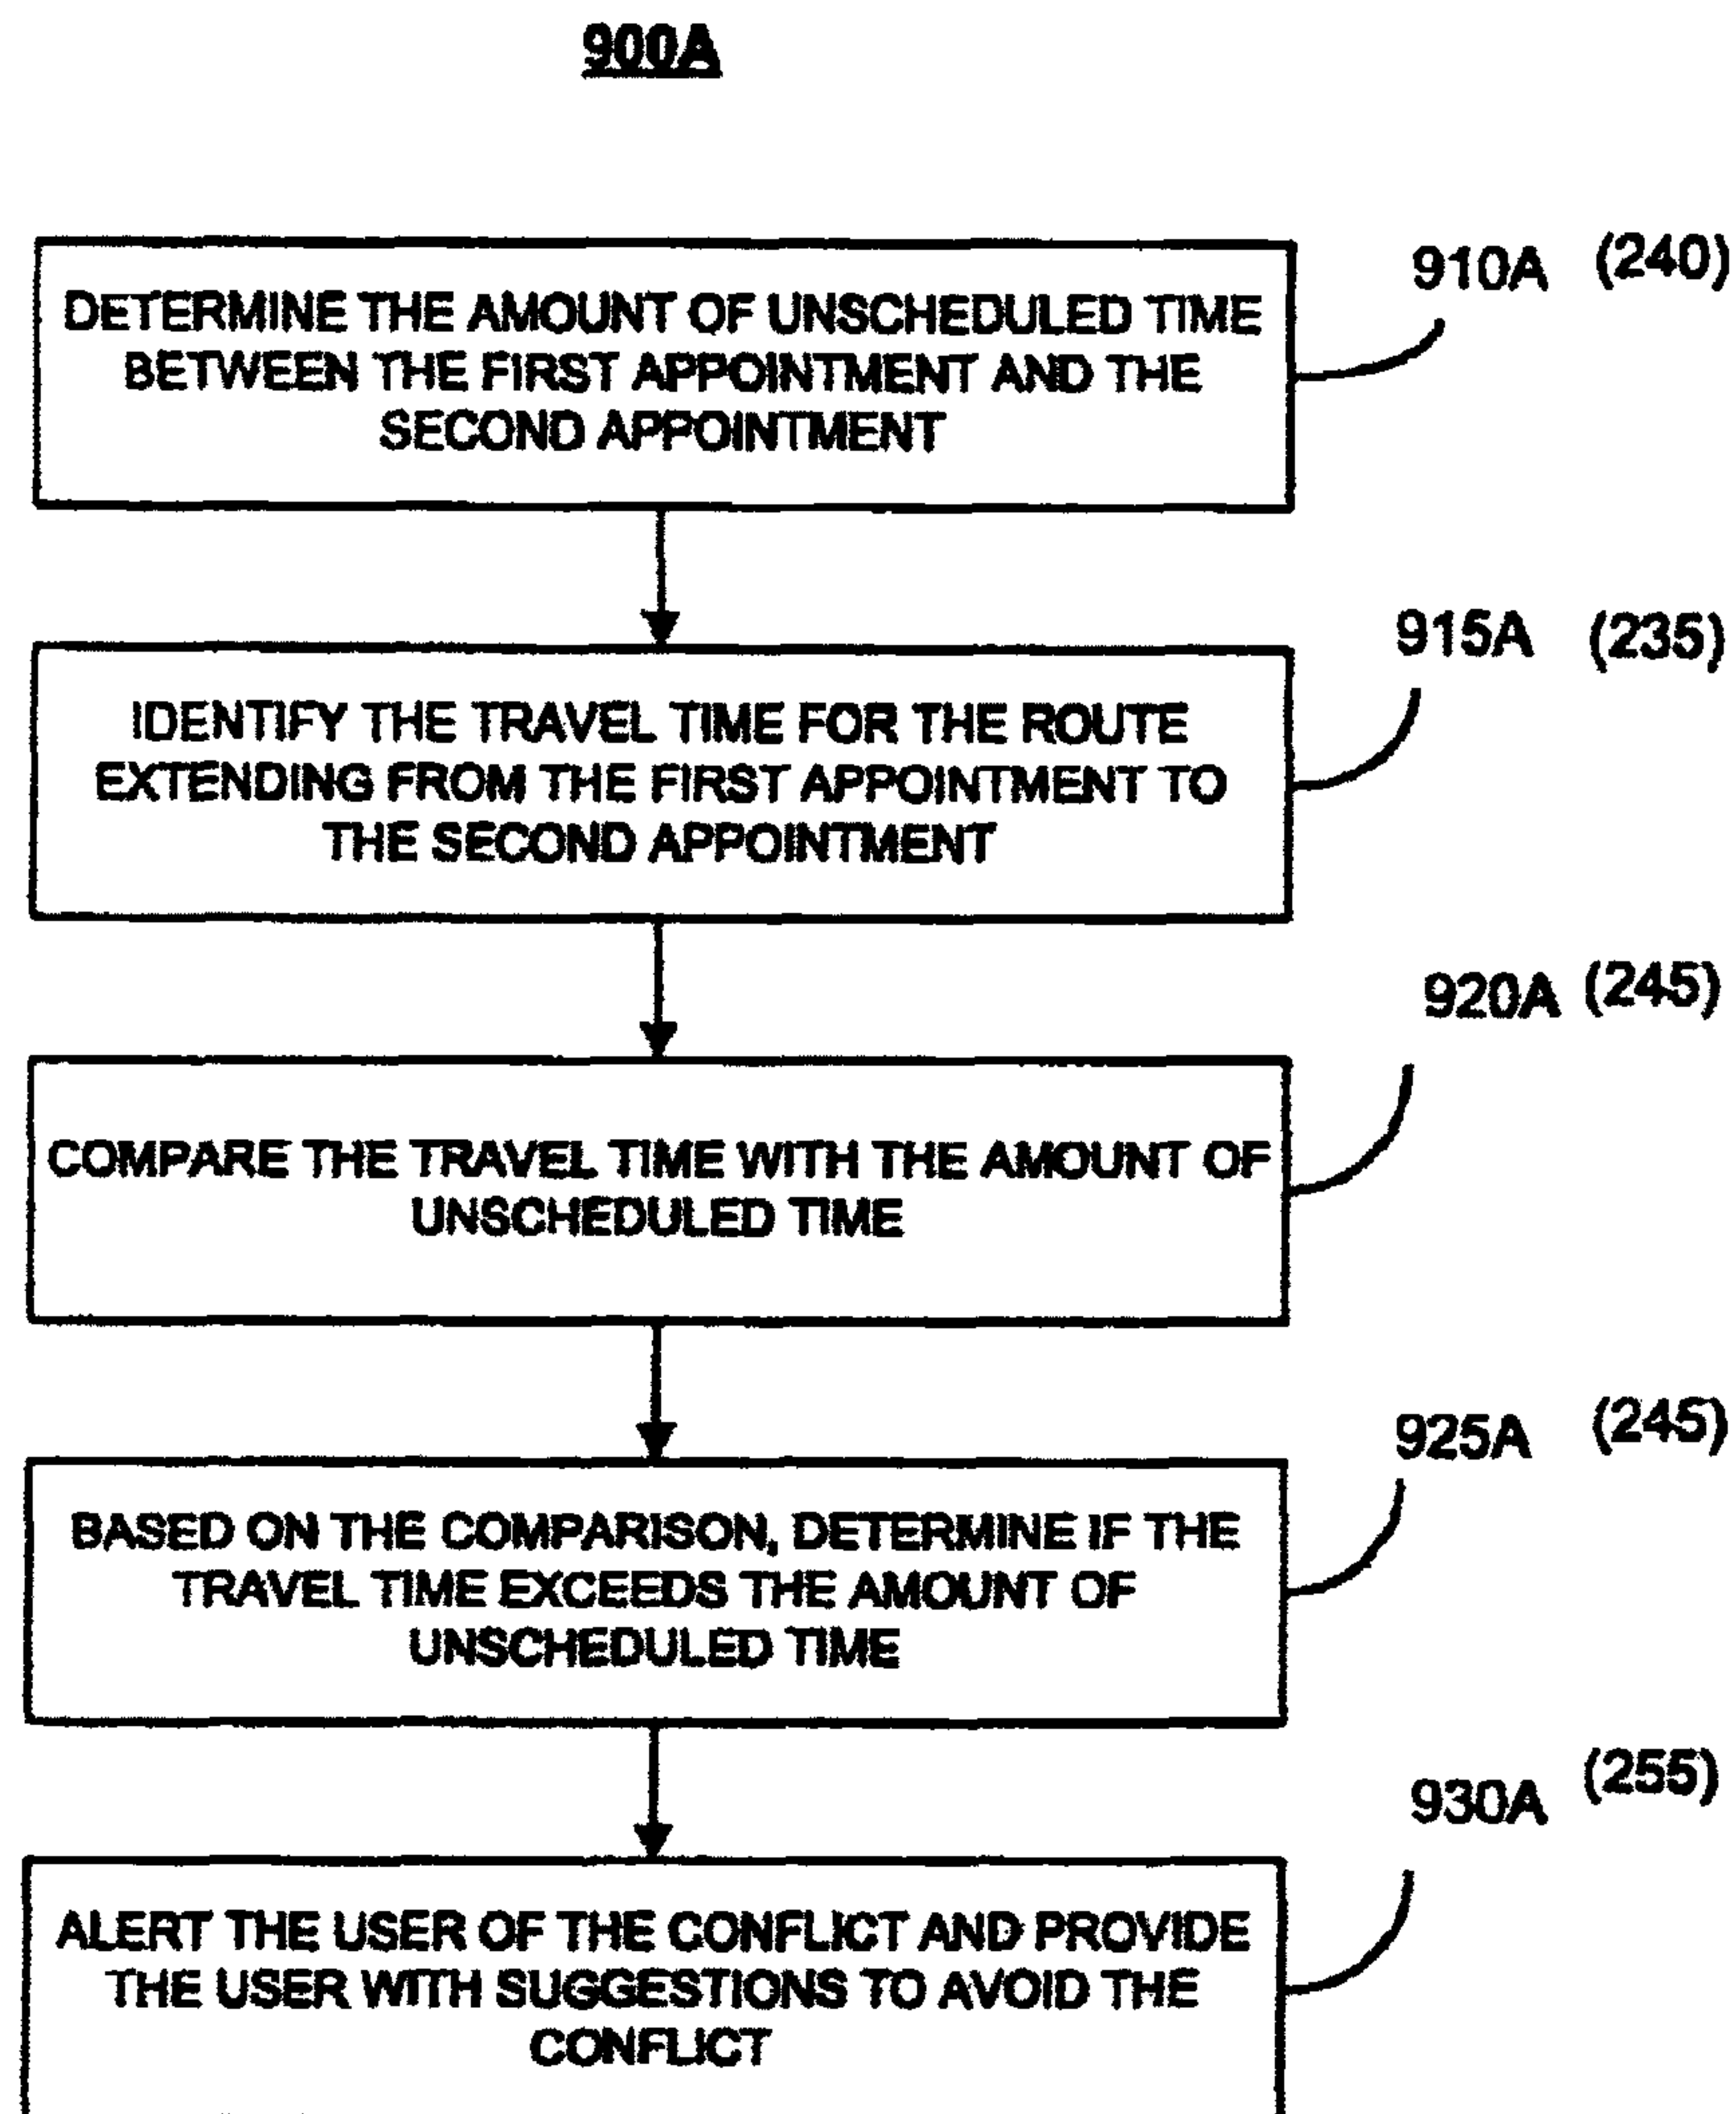 900A
910A (240)
DETERMINE THE AMOUNT OF UNSCHEDULED TIME
BETWEEN THE FIRST APPOINTMENT AND THE
SECOND APPOINTMENT
915A (235)
IDENTIFY THE TRAVEL TIME FOR THE ROUTE
EXTENDING FROM THE FIRST APPOINTMENT TO
THE SECOND APPOINTMENT
920A (245)
COMPARE THE TRAVEL TIME WITH THE AMOUNT OF
UNSCHEDULED TIME
925A (245)
BASED ON THE COMPARISON, DETERMINE IF THE
TRAVEL TIME EXCEEDS THE AMOUNT OF
UNSCHEDULED TIME
930A (255)
ALERT THE USER OF THE CONFLICT AND PROVIDE
THE USER WITH SUGGESTIONS TO AVOID THE
CONFLICT